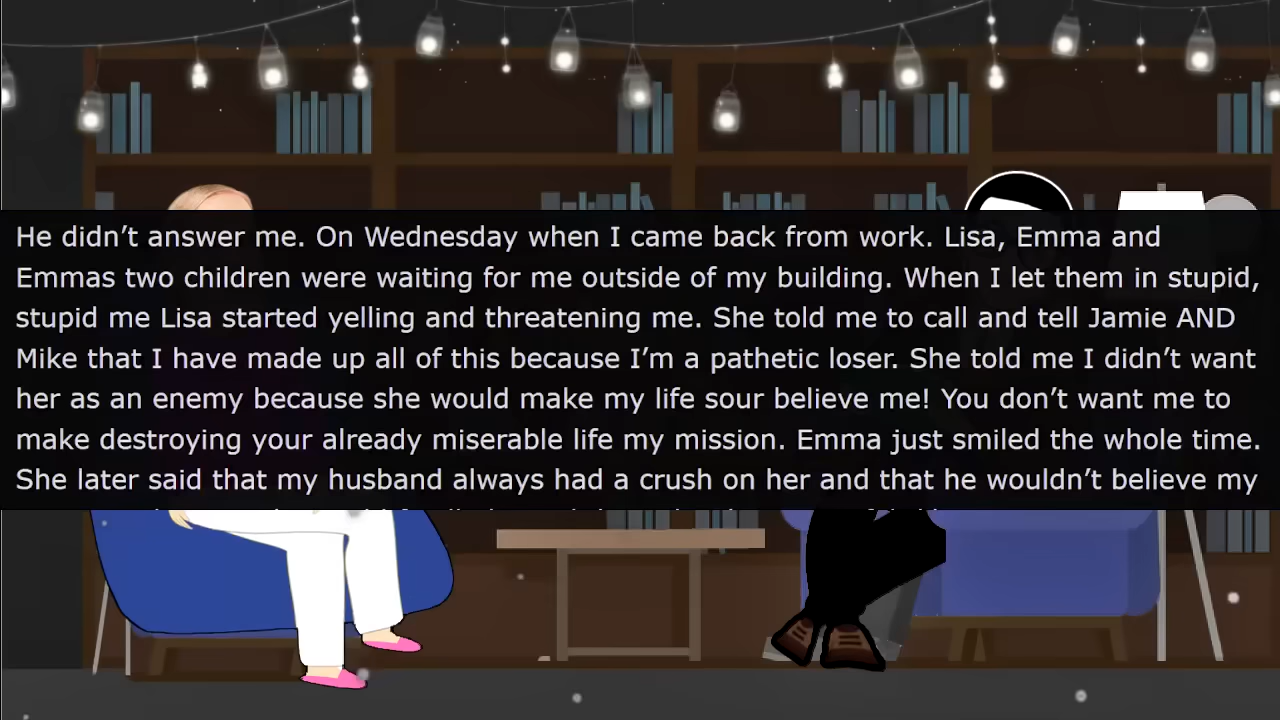 He didn’t answer me. On Wednesday when I came back from work. Lisa, Emma and
Emmas two children were waiting for me outside of my building. When I let them in stupid,
stupid me Lisa started yelling and threatening me. She told me to call and tell Jamie AND
Mike that I have made up all of this because I’m a pathetic loser. She told me I didn’t want
her as an enemy because she would make my life sour believe me! You don’t want me to
make destroying your already miserable life my mission. Emma just smiled the whole time.
She later said that my husband always had a crush on her and that he wouldn’t believe my